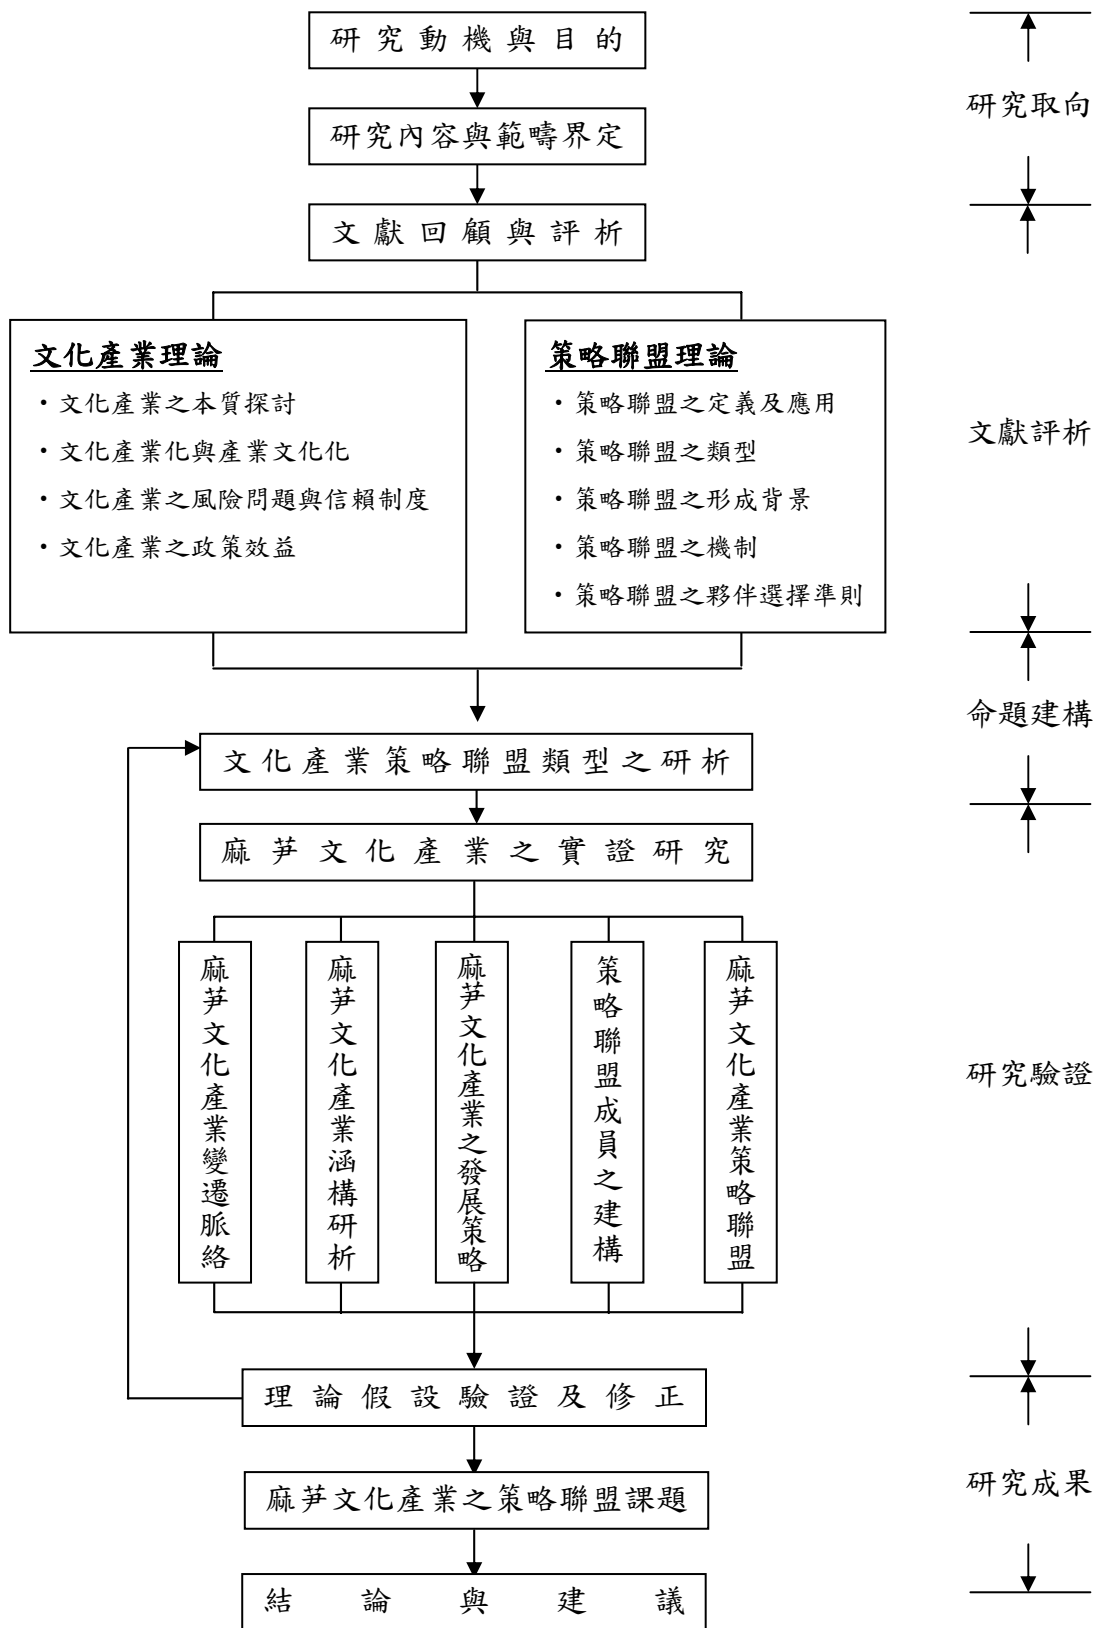 研究動機與目的
研究取向
研究內容與範疇界定
文獻回顧與評析
文化產業理論
・文化產業之本質探討
・文化產業化與產業文化化
・文化產業之風險問題與信賴制度
・文化產業之政策效益
策略聯盟理論
・策略聯盟之定義及應用
・策略聯盟之類型
・策略聯盟之形成背景
・策略聯盟之機制
・策略聯盟之夥伴選擇準則
文獻評析
命題建構
文化產業策略聯盟類型之研析
麻芛文化產業之實證研究
麻芛文化產業變遷脈絡
麻芛文化產業涵構研析
麻芛文化產業之發展策略
策略聯盟成員之建構
麻芛文化產業策略聯盟
研究驗證
理論假設驗證及修正
麻芛文化產業之策略聯盟課題
研究成果
結論與建議